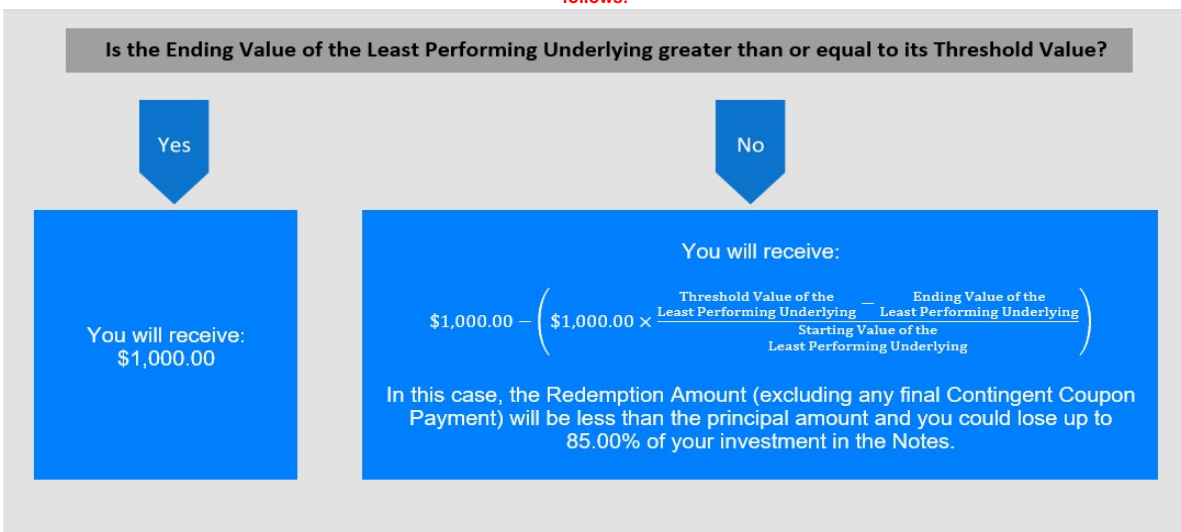 follows:
Is the Ending Value of the Least Performing Underlying greater than or equal to its Threshold Value?
Yes
No
You will receive:
$1,000.00
You will receive:
$1,000.00 − ( $1,000.00 × (Threshold Value of the Least Performing Underlying − Ending Value of the Least Performing Underlying) / Starting Value of the Least Performing Underlying )
In this case, the Redemption Amount (excluding any final Contingent Coupon
Payment) will be less than the principal amount and you could lose up to
85.00% of your investment in the Notes.